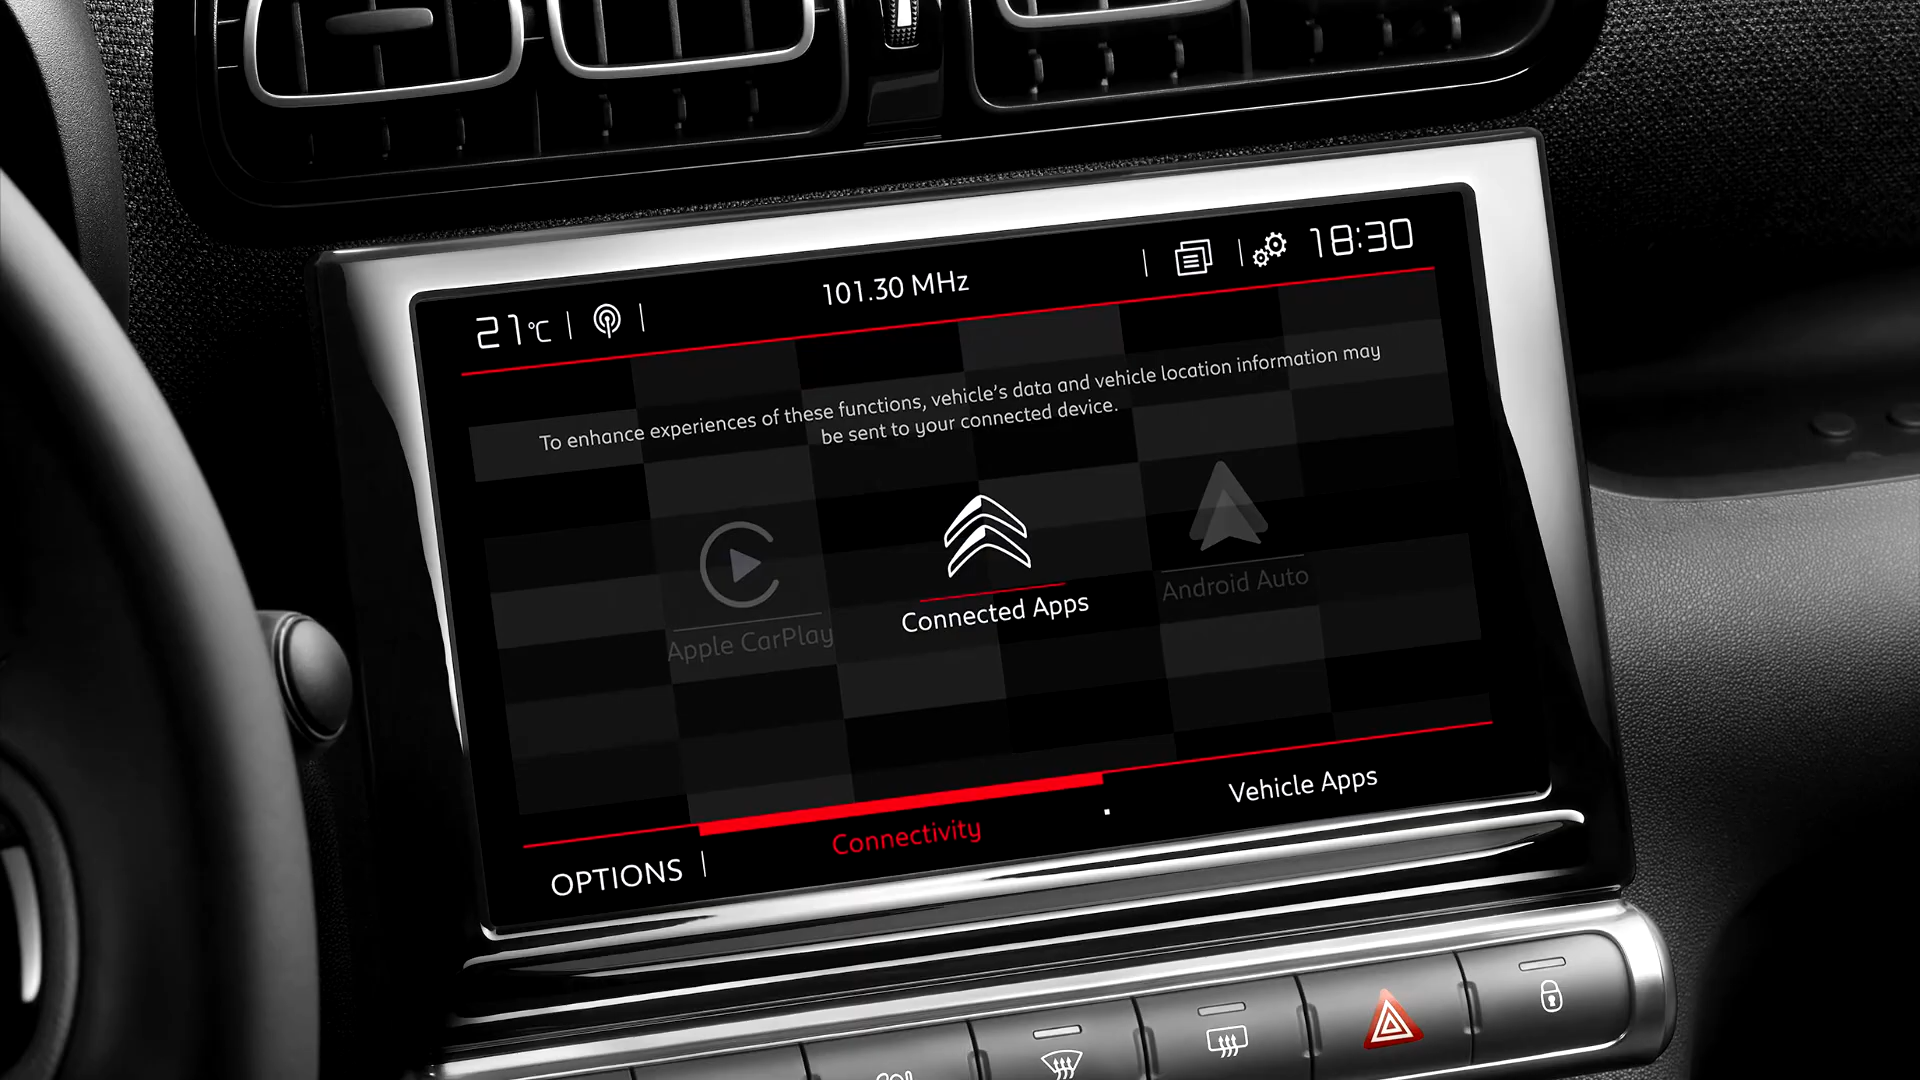 21°C
101.30 MHz
18:30
To enhance experiences of these functions, vehicle's data and vehicle location information may
be sent to your connected device.
Apple CarPlay
Connected Apps
Android Auto
OPTIONS
Connectivity
Vehicle Apps